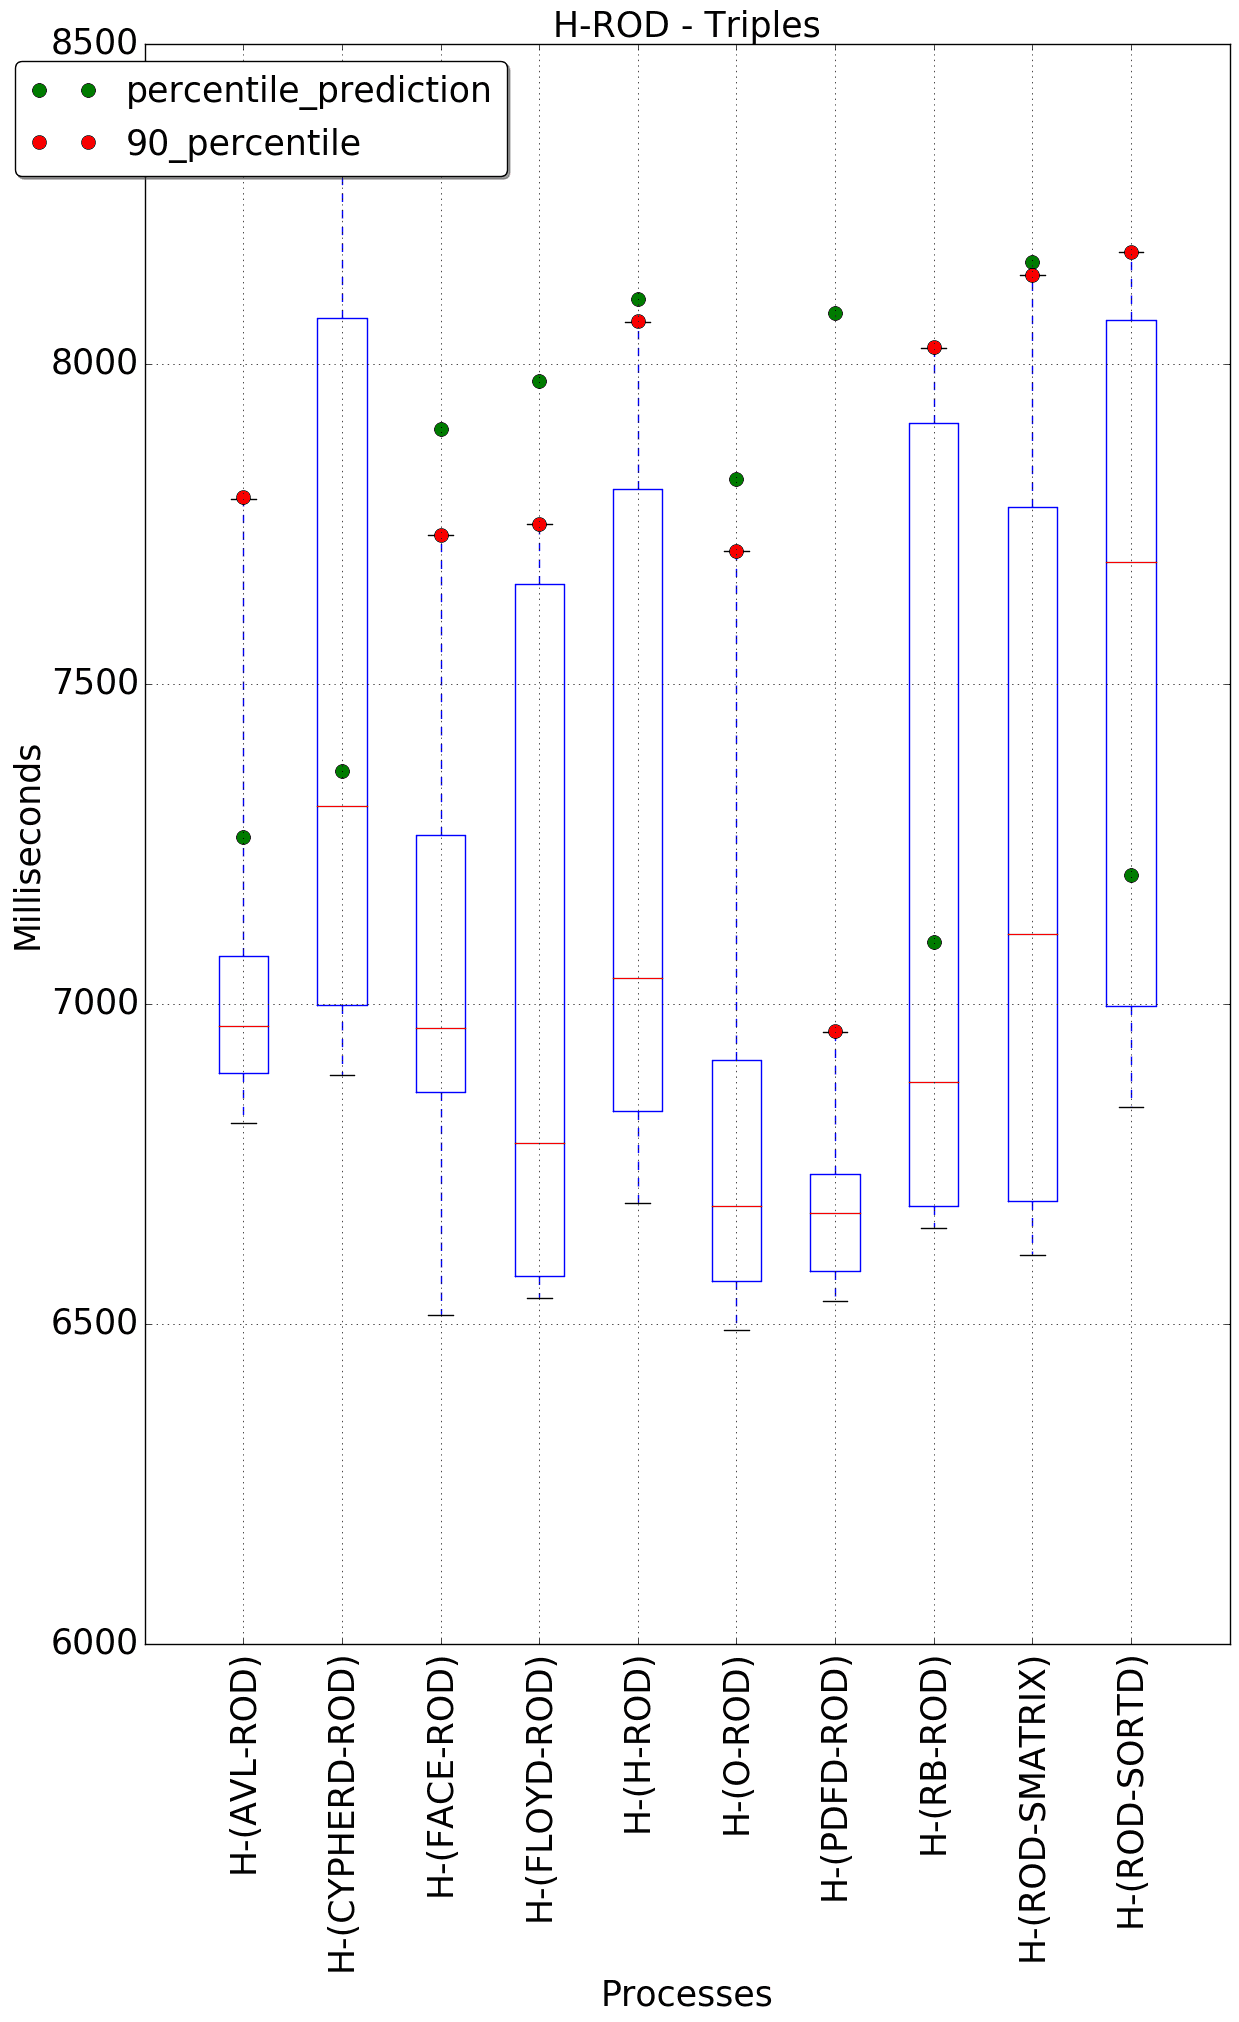 H-ROD - Triples
8500
percentile_prediction
90_percentile
8000
7500
7000
6500
6000
Milliseconds
H-(AVL-ROD)
H-(CYPHERD-ROD)
H-(FACE-ROD)
H-(FLOYD-ROD)
H-(H-ROD)
H-(O-ROD)
H-(PDFD-ROD)
H-(RB-ROD)
H-(ROD-SMATRIX)
H-(ROD-SORTD)
Processes